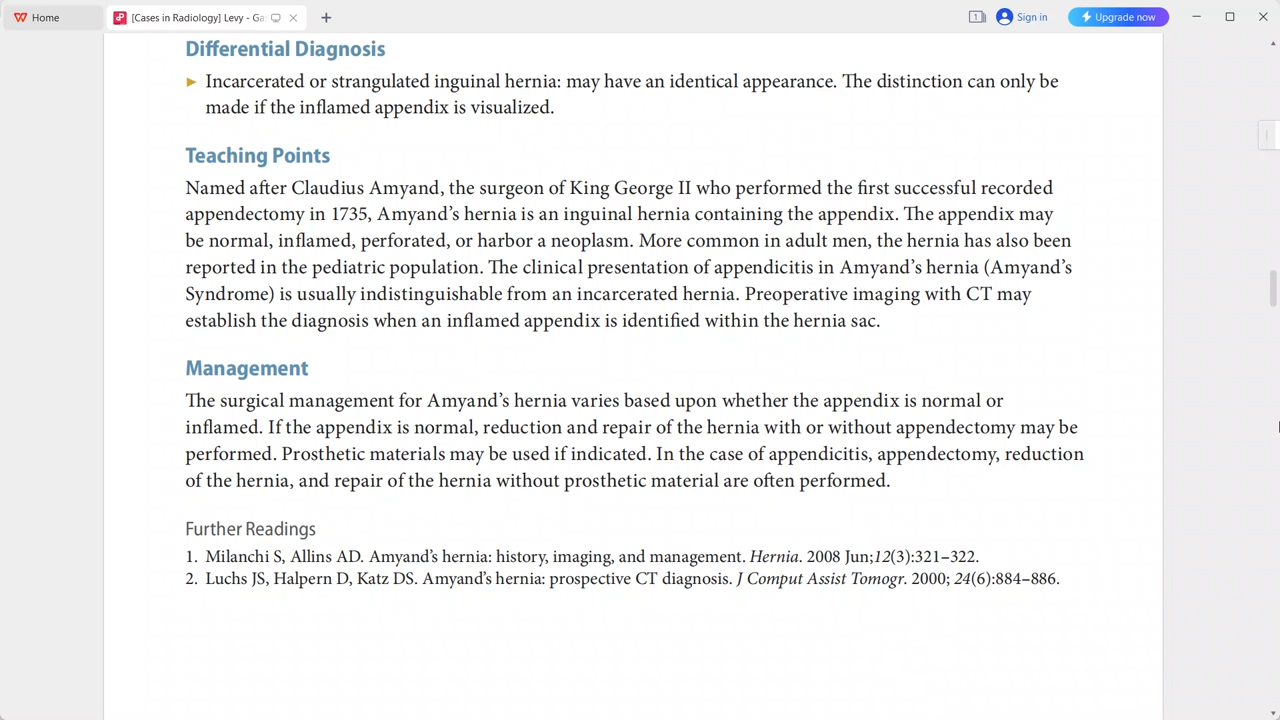 Home
[Cases in Radiology] Levy - Ga
1
Sign in
Upgrade now
Differential Diagnosis
► Incarcerated or strangulated inguinal hernia: may have an identical appearance. The distinction can only be
made if the inflamed appendix is visualized.
Teaching Points
Named after Claudius Amyand, the surgeon of King George II who performed the first successful recorded
appendectomy in 1735, Amyand's hernia is an inguinal hernia containing the appendix. The appendix may
be normal, inflamed, perforated, or harbor a neoplasm. More common in adult men, the hernia has also been
reported in the pediatric population. The clinical presentation of appendicitis in Amyand's hernia (Amyand's
Syndrome) is usually indistinguishable from an incarcerated hernia. Preoperative imaging with CT may
establish the diagnosis when an inflamed appendix is identified within the hernia sac.
Management
The surgical management for Amyand's hernia varies based upon whether the appendix is normal or
inflamed. If the appendix is normal, reduction and repair of the hernia with or without appendectomy may be
performed. Prosthetic materials may be used if indicated. In the case of appendicitis, appendectomy, reduction
of the hernia, and repair of the hernia without prosthetic material are often performed.
Further Readings
1. Milanchi S, Allins AD. Amyand's hernia: history, imaging, and management. Hernia. 2008 Jun;12(3):321–322.
2. Luchs JS, Halpern D, Katz DS. Amyand's hernia: prospective CT diagnosis. J Comput Assist Tomogr. 2000; 24(6):884–886.